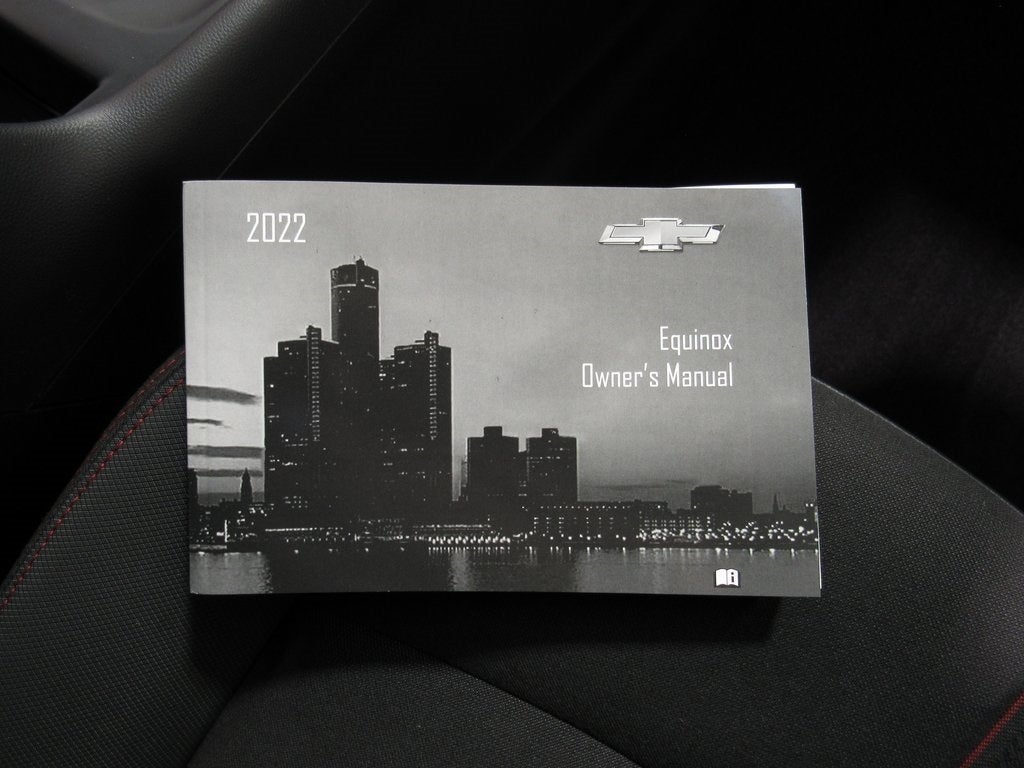 2022
Equinox
Owner's Manual
i